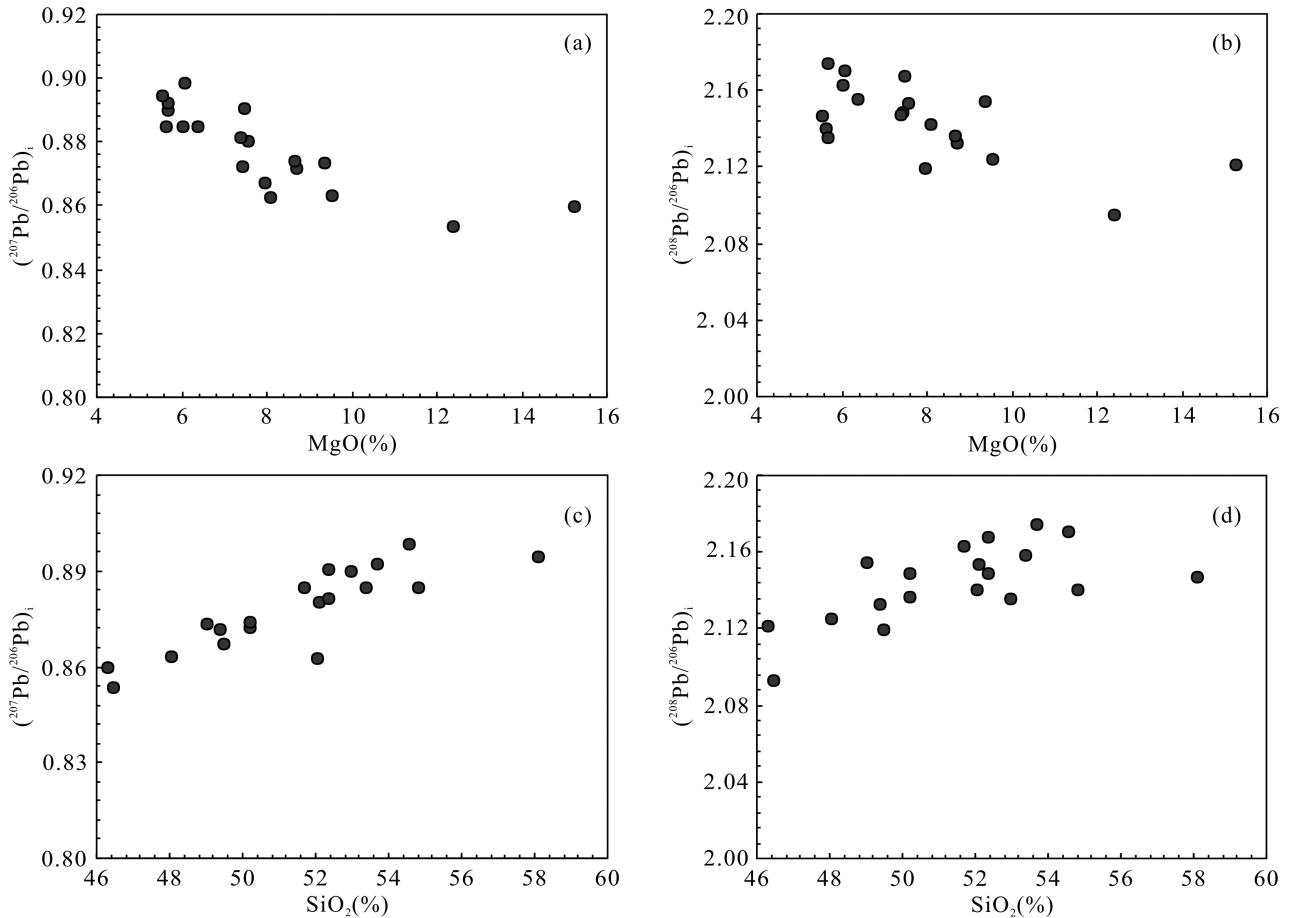 (a)
0.92
0.90
0.88
0.86
0.84
0.82
0.80
(²⁰⁷Pb/²⁰⁶Pb)ᵢ
4 6 8 10 12 14 16
MgO(%)
(b)
2.20
2.16
2.12
2.08
2.04
2.00
(²⁰⁸Pb/²⁰⁶Pb)ᵢ
4 6 8 10 12 14 16
MgO(%)
(c)
0.92
0.89
0.86
0.83
0.80
(²⁰⁷Pb/²⁰⁶Pb)ᵢ
46 48 50 52 54 56 58 60
SiO₂(%)
(d)
2.20
2.16
2.12
2.08
2.04
2.00
(²⁰⁸Pb/²⁰⁶Pb)ᵢ
46 48 50 52 54 56 58 60
SiO₂(%)